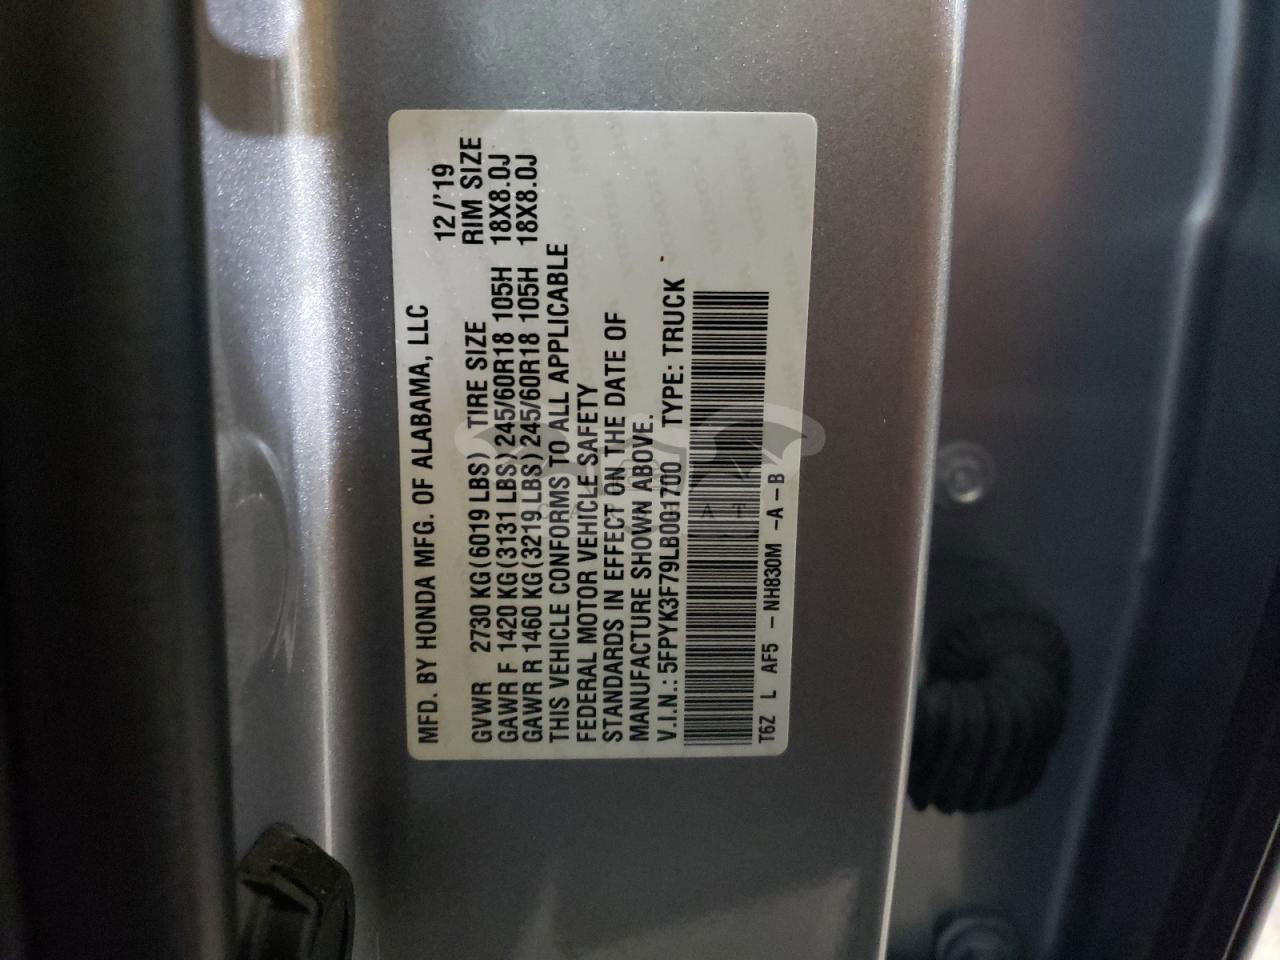 MFD. BY HONDA MFG. OF ALABAMA, LLC
12/'19
GVWR 2730 KG(6019 LBS) TIRE SIZE RIM SIZE
GAWR F 1420 KG(3131 LBS)245/60R18 105H 18X8.0J
GAWR R 1460 KG(3219 LBS)245/60R18 105H 18X8.0J
THIS VEHICLE CONFORMS TO ALL APPLICABLE
FEDERAL MOTOR VEHICLE SAFETY
STANDARDS IN EFFECT ON THE DATE OF
MANUFACTURE SHOWN ABOVE.
V.I.N.: 5FPYK3F79LB001700 TYPE: TRUCK
T6Z L AF5 - NH830M -A - B